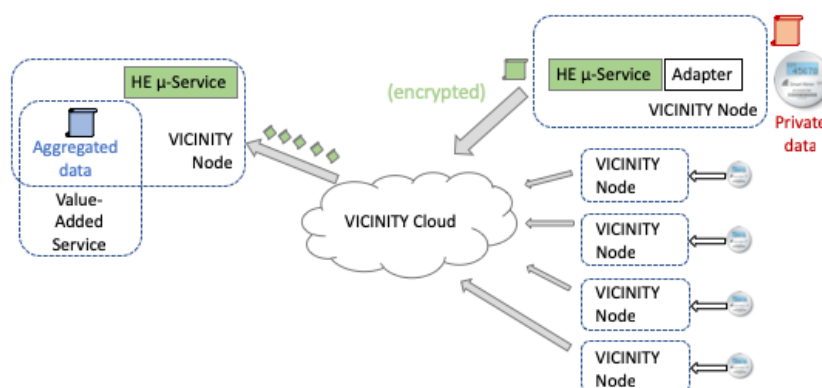 HE µ-Service
Aggregated
data
VICINITY
Node
Value-
Added
Service
(encrypted)
HE µ-Service
Adapter
VICINITY Node
45678
Private
data
VICINITY Cloud
VICINITY
Node
VICINITY
Node
VICINITY
Node
VICINITY
Node